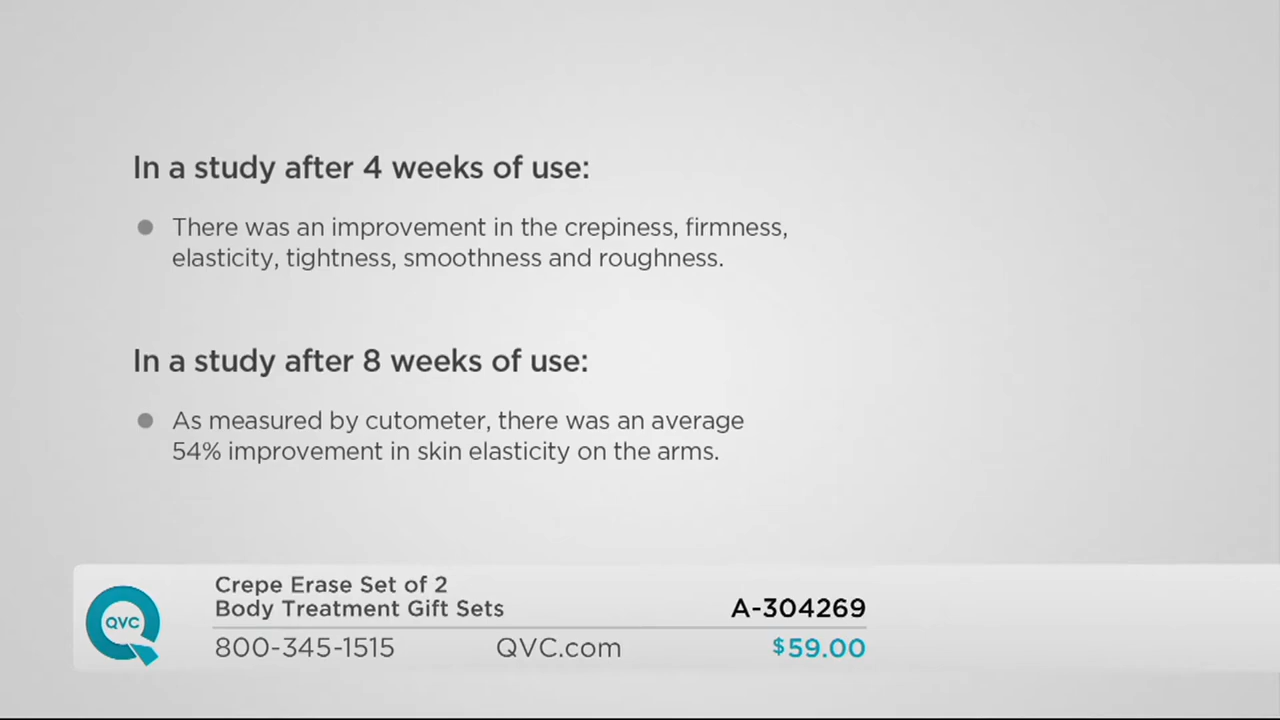 In a study after 4 weeks of use:
There was an improvement in the crepiness, firmness,
elasticity, tightness, smoothness and roughness.
In a study after 8 weeks of use:
As measured by cutometer, there was an average
54% improvement in skin elasticity on the arms.
QVC
Crepe Erase Set of 2
Body Treatment Gift Sets
A-304269
800-345-1515
QVC.com
$59.00